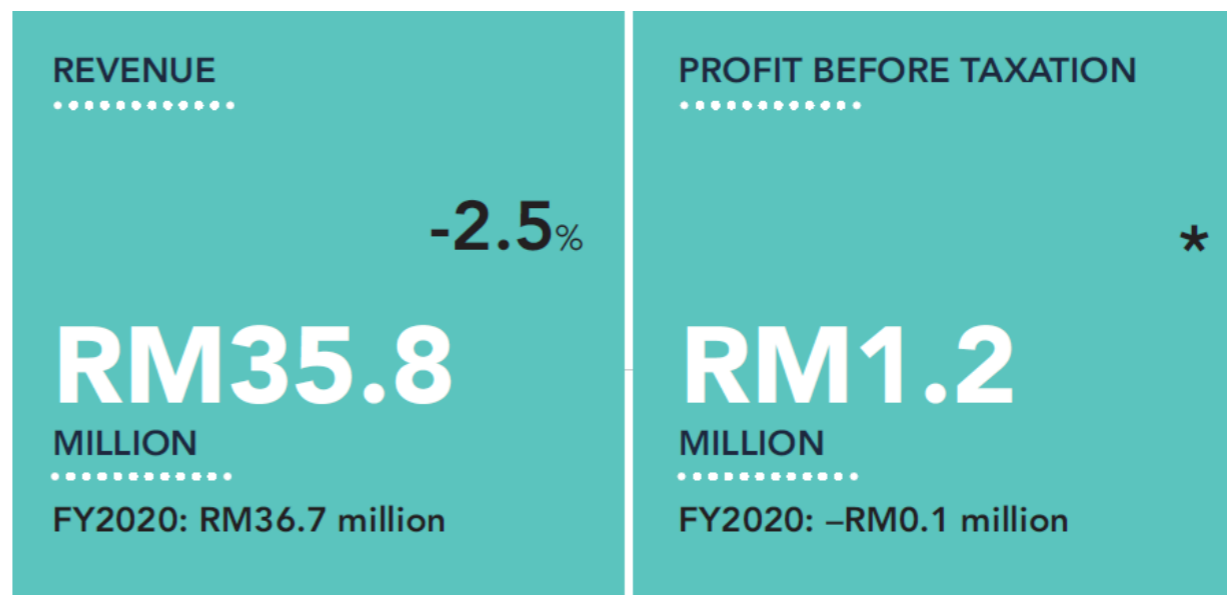 REVENUE
-2.5%
RM35.8
MILLION
FY2020: RM36.7 million
PROFIT BEFORE TAXATION
*
RM1.2
MILLION
FY2020: –RM0.1 million